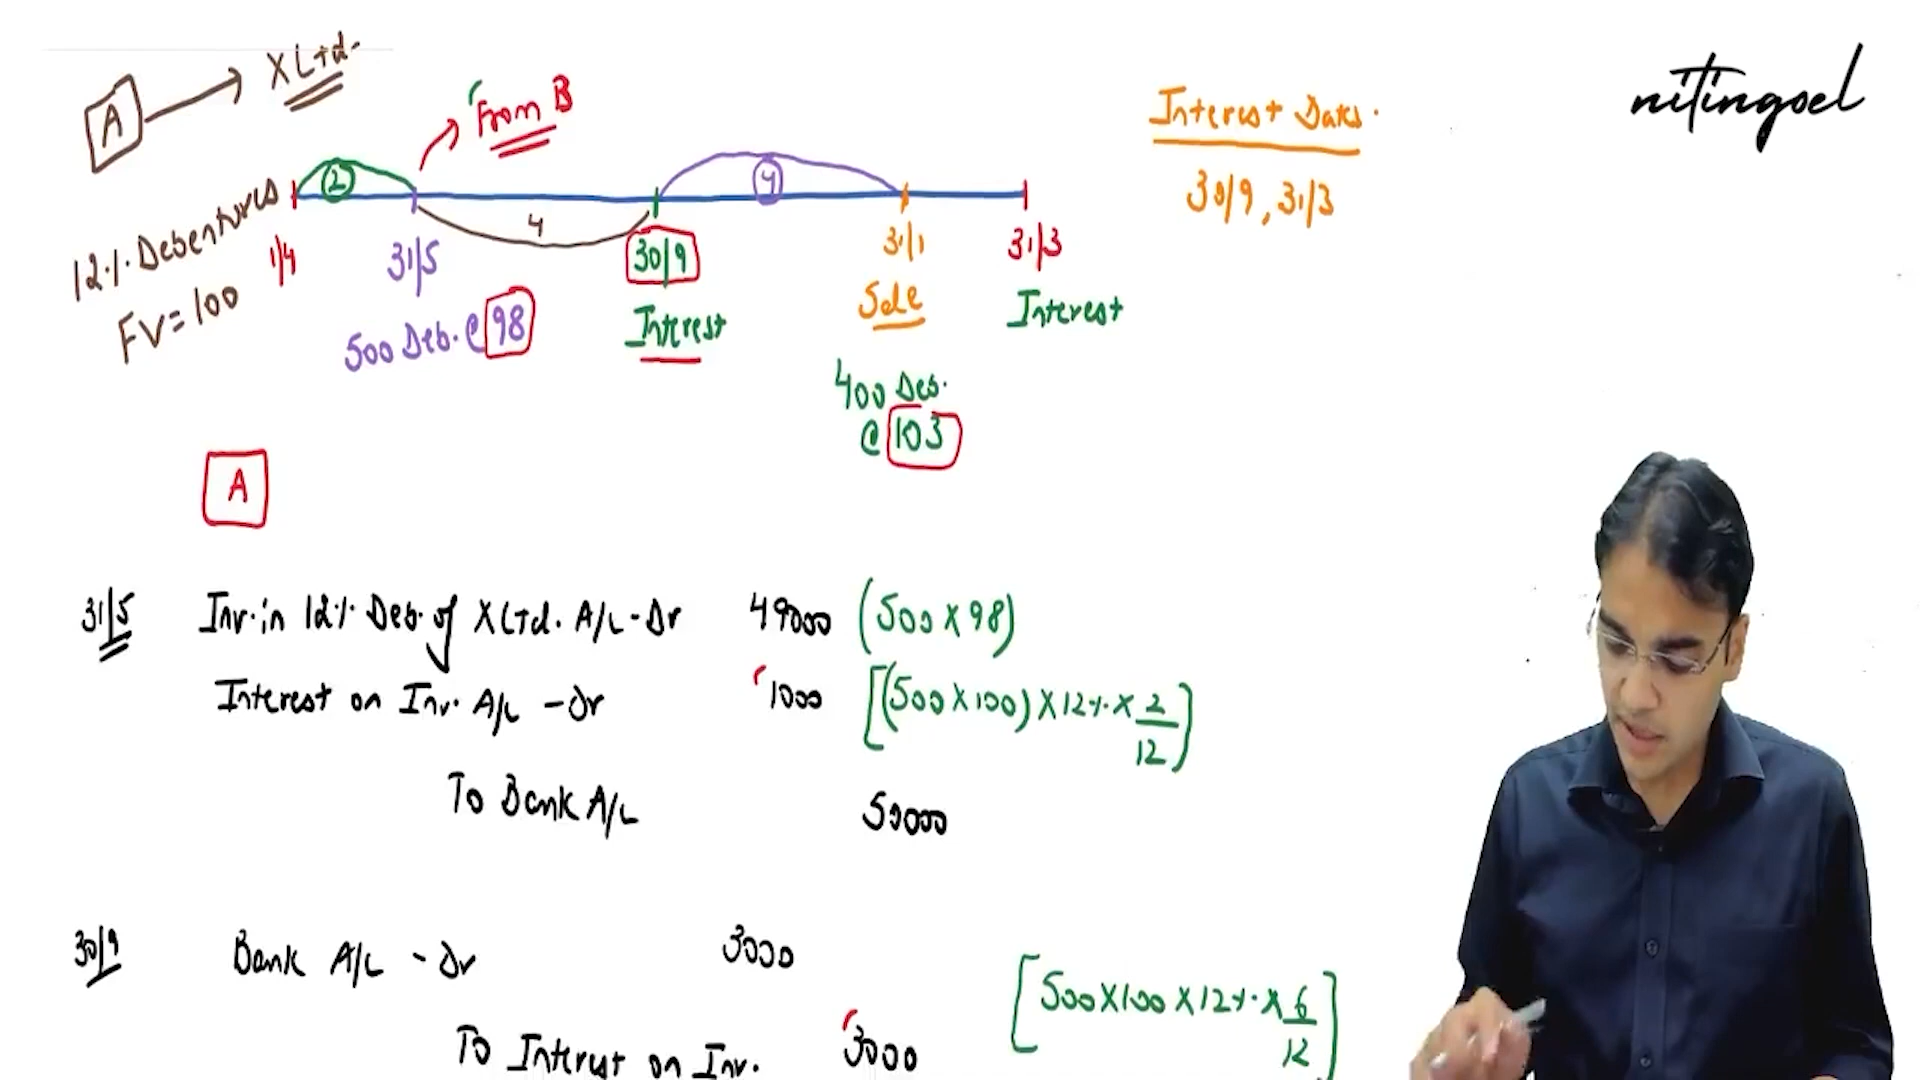 A → X Ltd.
From B
nitingoel
Interest Dates.
30/9, 31/3
2
4
4
12% Debentures
FV=100
1/4
31/5
30/9
31/1
31/3
500 Deb. @ 98
Interest
Sale
Interest
400 Deb.
@ 103
A
31/5 Inv. in 12% Deb. of X Ltd. A/c - Dr 49000 (500 X 98)
Interest on Inv. A/c - Dr 1000 [(500 X 100) X 12% X 2/12]
To Bank A/c 50000
30/9 Bank A/c - Dr 3000
To Interest on Inv. 3000 [500 X 100 X 12% X 6/12]